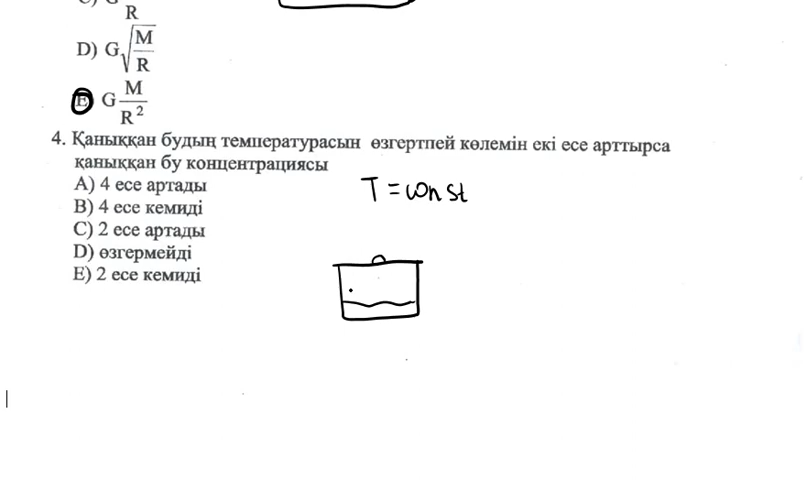 R
D) G√(M/R)
E) G M/R²
4. Қаныққан будың температурасын өзгертпей көлемін екі есе арттырса
қаныққан бу концентрациясы
A) 4 есе артады
B) 4 есе кемиді
C) 2 есе артады
D) өзгермейді
E) 2 есе кемиді
T = const